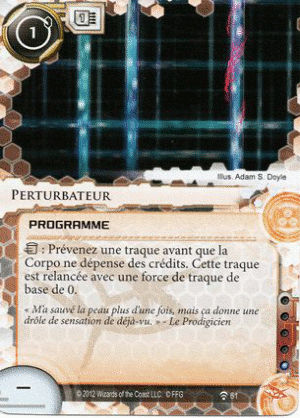 1
Illus. Adam S. Doyle
PERTURBATEUR
PROGRAMME
: Prévenez une traque avant que la
Corpo ne dépense des crédits. Cette traque
est relancée avec une force de traque de
base de 0.
« M'a sauvé la peau plus d'une fois, mais ça donne une
drôle de sensation de déjà-vu. » - Le Prodigien
–
© 2012 Wizards of the Coast LLC. © FFG
61